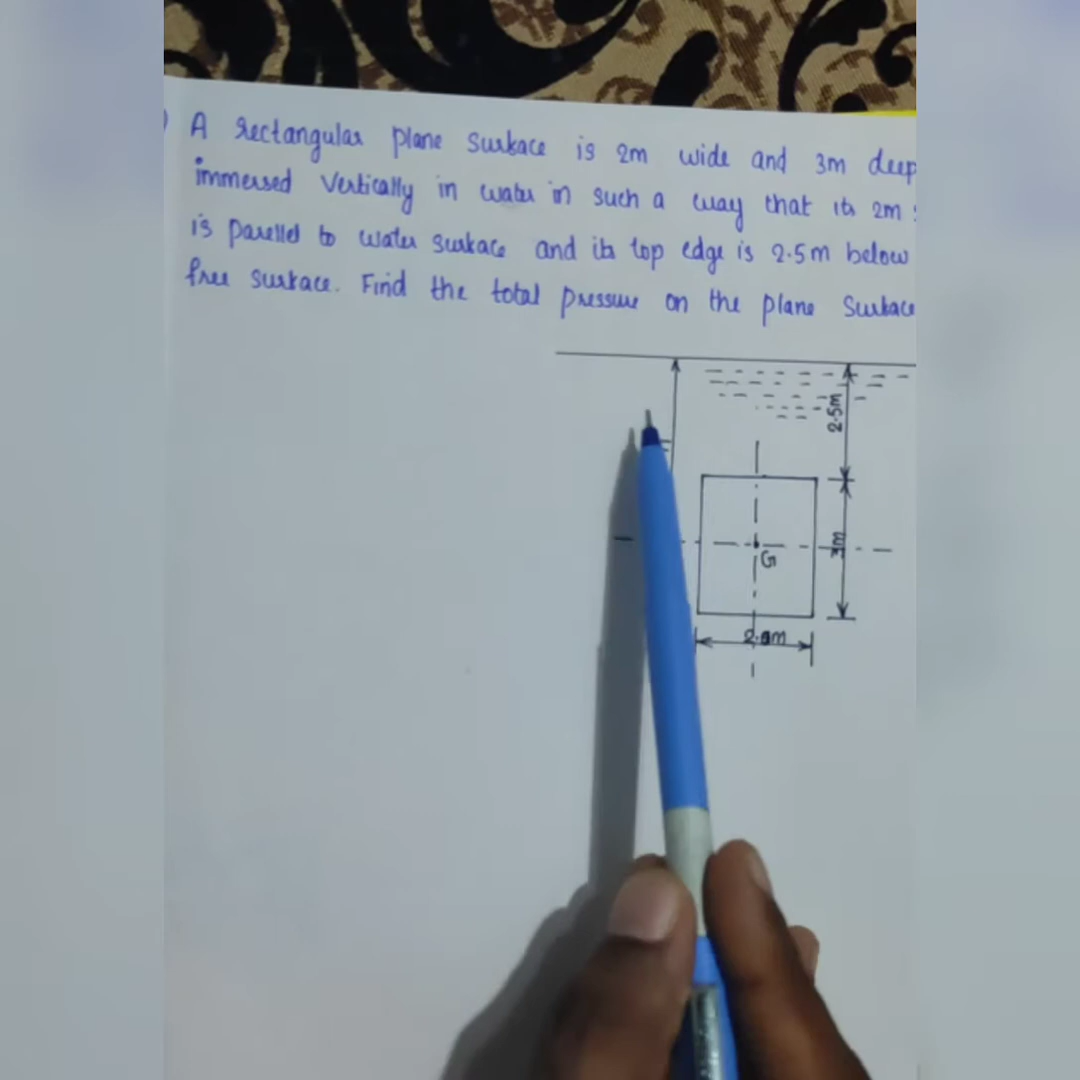 A rectangular plane surface is 2m wide and 3m deep
immersed vertically in water in such a way that its 2m
is parellel to water surface and its top edge is 2.5m below
free surface. Find the total pressure on the plane surface
2.5m
3m
G
2.0m